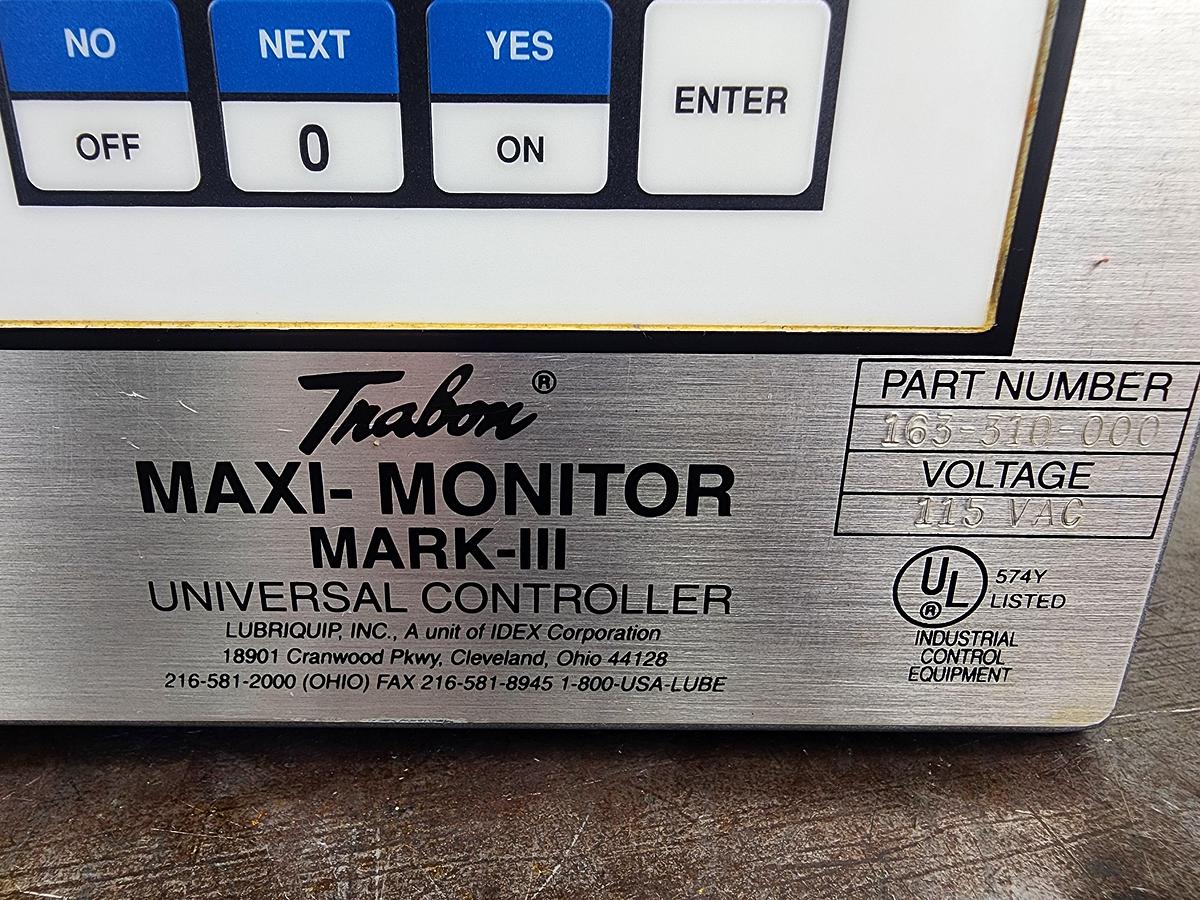 NO NEXT YES
ENTER
OFF 0 ON
Trabon®
MAXI- MONITOR
MARK-III
UNIVERSAL CONTROLLER
LUBRIQUIP, INC., A unit of IDEX Corporation
18901 Cranwood Pkwy, Cleveland, Ohio 44128
216-581-2000 (OHIO) FAX 216-581-8945 1-800-USA-LUBE
PART NUMBER
163-310-000
VOLTAGE
115 VAC
UL® 574Y
LISTED
INDUSTRIAL
CONTROL
EQUIPMENT